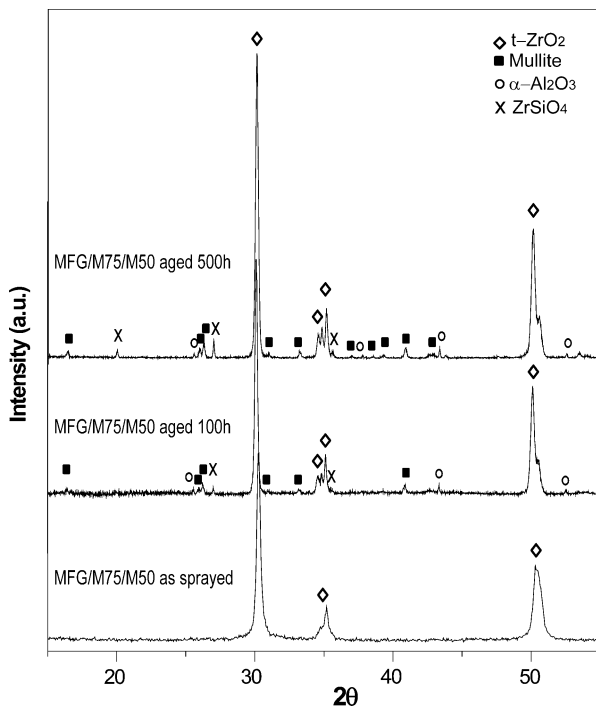 t–ZrO2
Mullite
α–Al2O3
ZrSiO4
MFG/M75/M50 aged 500h
MFG/M75/M50 aged 100h
MFG/M75/M50 as sprayed
Intensity (a.u.)
20 30 40 50
2θ